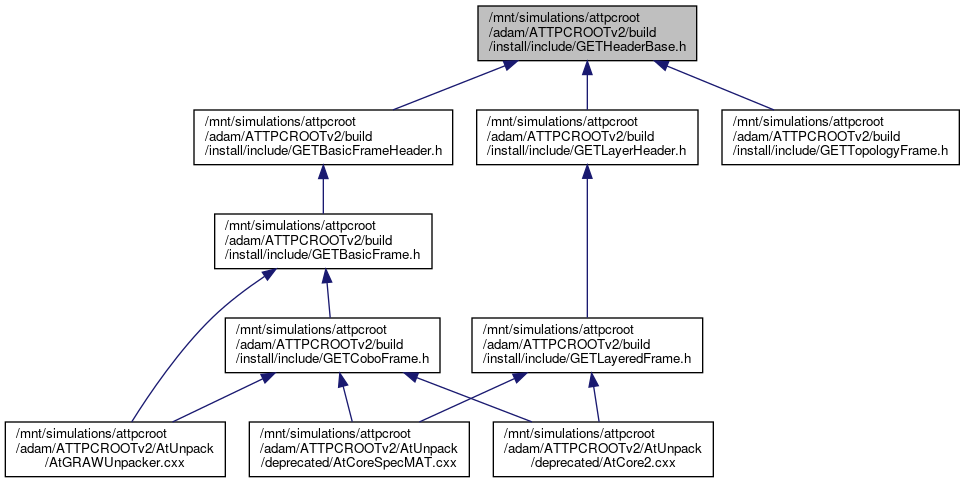 /mnt/simulations/attpcroot
/adam/ATTPCROOTv2/build
/install/include/GETHeaderBase.h
/mnt/simulations/attpcroot
/adam/ATTPCROOTv2/build
/install/include/GETBasicFrameHeader.h
/mnt/simulations/attpcroot
/adam/ATTPCROOTv2/build
/install/include/GETLayerHeader.h
/mnt/simulations/attpcroot
/adam/ATTPCROOTv2/build
/install/include/GETTopologyFrame.h
/mnt/simulations/attpcroot
/adam/ATTPCROOTv2/build
/install/include/GETBasicFrame.h
/mnt/simulations/attpcroot
/adam/ATTPCROOTv2/build
/install/include/GETCoboFrame.h
/mnt/simulations/attpcroot
/adam/ATTPCROOTv2/build
/install/include/GETLayeredFrame.h
/mnt/simulations/attpcroot
/adam/ATTPCROOTv2/AtUnpack
/AtGRAWUnpacker.cxx
/mnt/simulations/attpcroot
/adam/ATTPCROOTv2/AtUnpack
/deprecated/AtCoreSpecMAT.cxx
/mnt/simulations/attpcroot
/adam/ATTPCROOTv2/AtUnpack
/deprecated/AtCore2.cxx